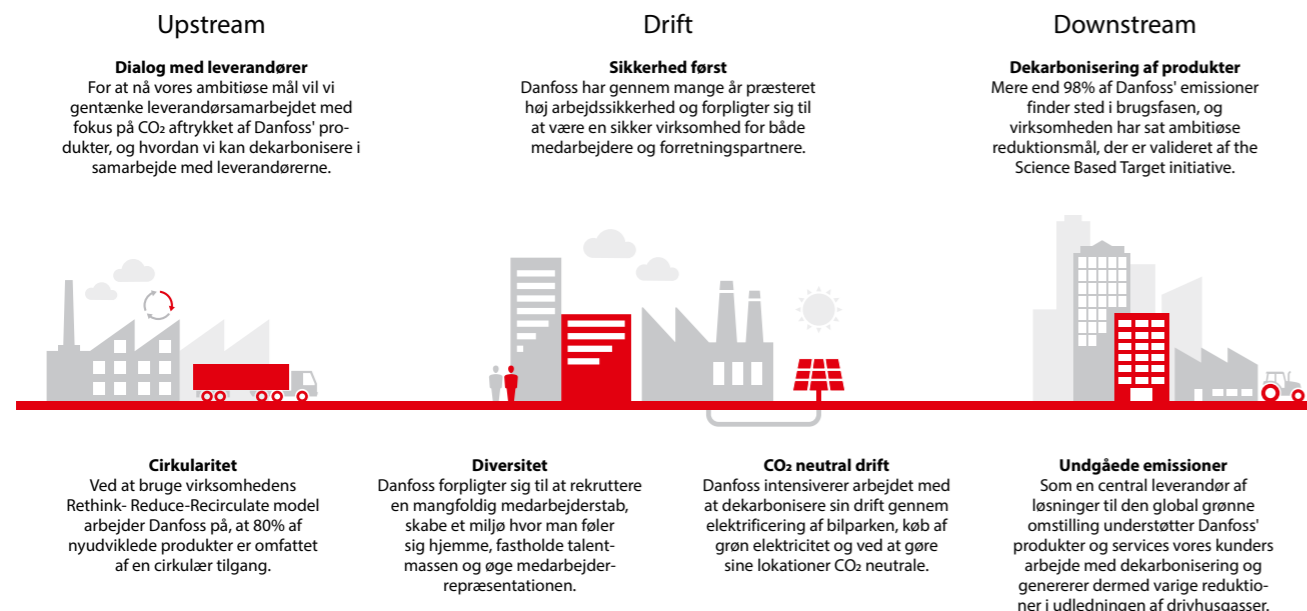 Upstream
Drift
Downstream
Dialog med leverandører
For at nå vores ambitiøse mål vil vi
gentænke leverandørsamarbejdet med
fokus på CO₂ aftrykket af Danfoss' pro-
dukter, og hvordan vi kan dekarbonisere i
samarbejde med leverandørerne.
Sikkerhed først
Danfoss har gennem mange år præsteret
høj arbejdssikkerhed og forpligter sig til
at være en sikker virksomhed for både
medarbejdere og forretningspartnere.
Dekarbonisering af produkter
Mere end 98% af Danfoss' emissioner
finder sted i brugsfasen, og
virksomheden har sat ambitiøse
reduktionsmål, der er valideret af the
Science Based Target initiative.
Cirkularitet
Ved at bruge virksomhedens
Rethink- Reduce-Recirculate model
arbejder Danfoss på, at 80% af
nyudviklede produkter er omfattet
af en cirkulær tilgang.
Diversitet
Danfoss forpligter sig til at rekruttere
en mangfoldig medarbejderstab,
skabe et miljø hvor man føler
sig hjemme, fastholde talent-
massen og øge medarbejder-
repræsentationen.
CO₂ neutral drift
Danfoss intensiverer arbejdet med
at dekarbonisere sin drift gennem
elektrificering af bilparken, køb af
grøn elektricitet og ved at gøre
sine lokationer CO₂ neutrale.
Undgåede emissioner
Som en central leverandør af
løsninger til den global grønne
omstilling understøtter Danfoss'
produkter og services vores kunders
arbejde med dekarbonisering og
genererer dermed varige reduktio-
ner i udledningen af drivhusgasser.